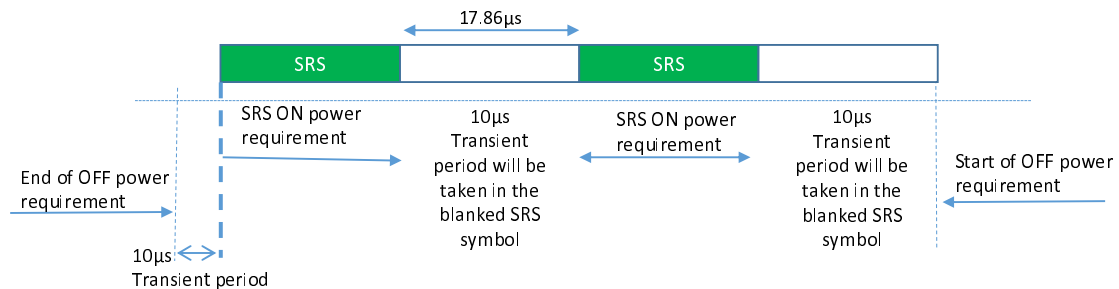 17.86µs
SRS
SRS
SRS ON power
requirement
10µs
Transient
period will be
taken in the
blanked SRS
symbol
SRS ON power
requirement
10µs
Transient
period will be
taken in the
blanked SRS
symbol
End of OFF power
requirement
Start of OFF power
requirement
10µs
Transient period